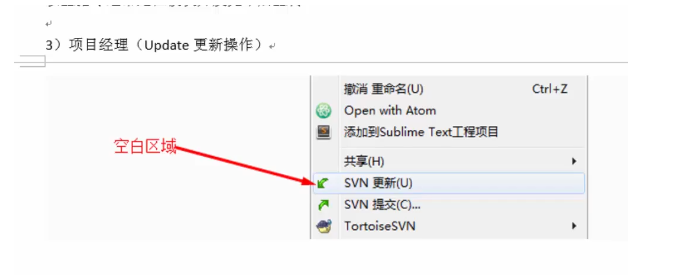 3）项目经理（Update 更新操作）
撤消 重命名(U) Ctrl+Z
Open with Atom
添加到Sublime Text工程项目
空白区域
共享(H)
SVN 更新(U)
SVN 提交(C)...
TortoiseSVN